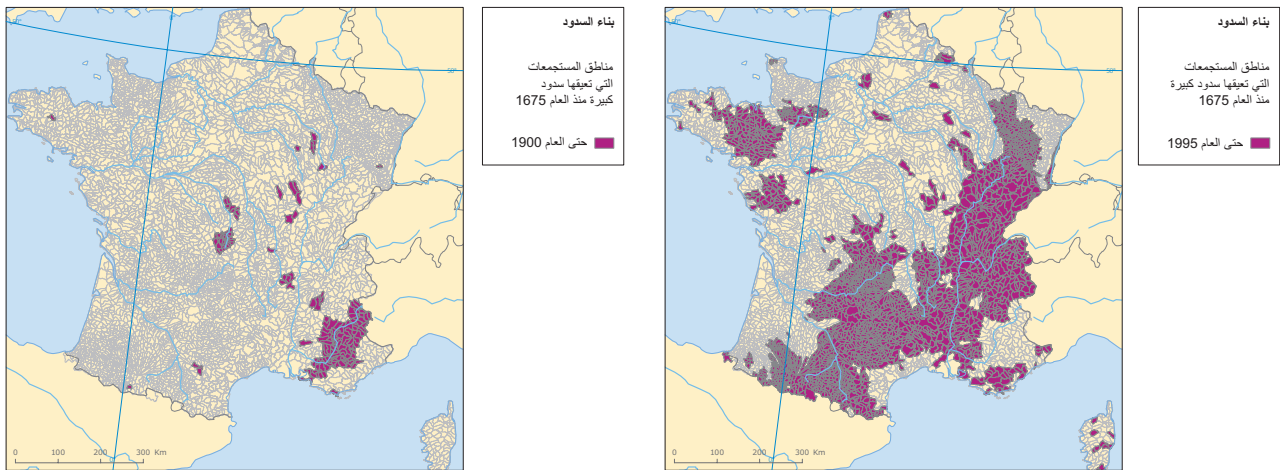 بناء السدود
مناطق المستجمعات
التي تعيقها سدود
كبيرة منذ العام 1675
حتى العام 1900
0 100 200 300 Km
50°
بناء السدود
مناطق المستجمعات
التي تعيقها سدود كبيرة
منذ العام 1675
حتى العام 1995
0 100 200 300 Km
50°